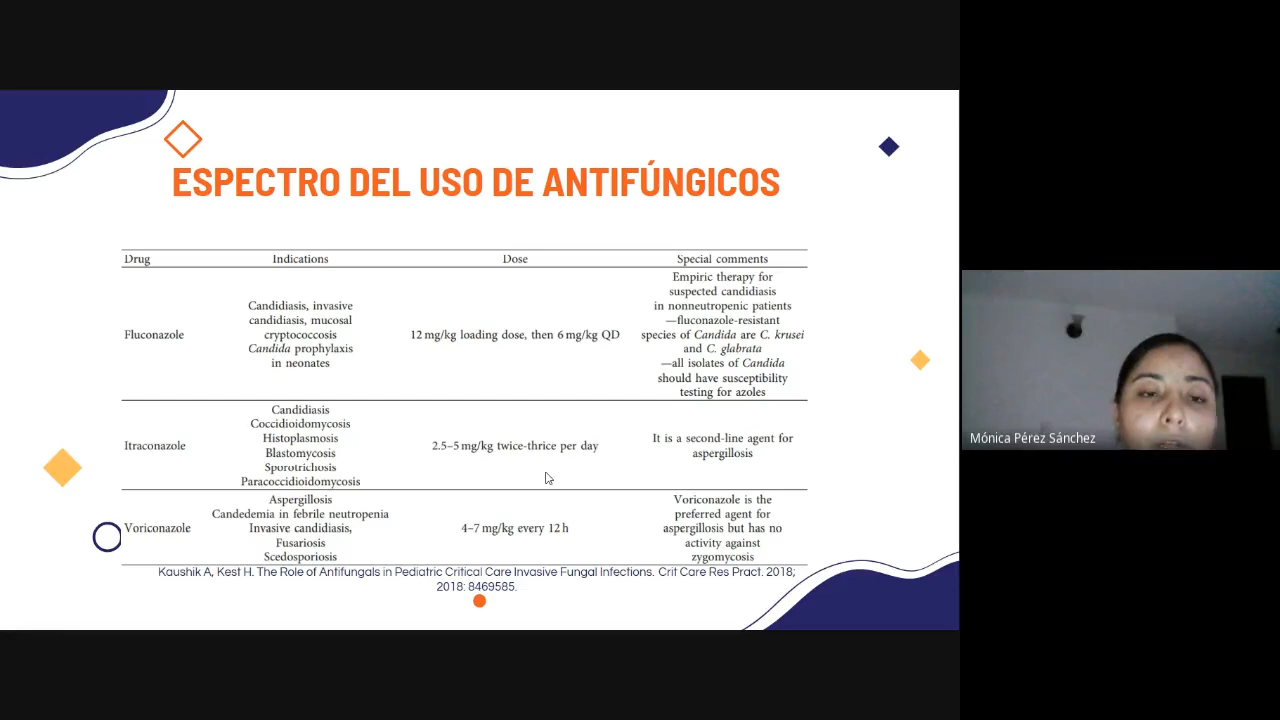 ESPECTRO DEL USO DE ANTIFÚNGICOS
Drug Indications Dose Special comments
Fluconazole
Candidiasis, invasive
candidiasis, mucosal
cryptococcosis
Candida prophylaxis
in neonates
12 mg/kg loading dose, then 6 mg/kg QD
Empiric therapy for
suspected candidiasis
in nonneutropenic patients
—fluconazole-resistant
species of Candida are C. krusei
and C. glabrata
—all isolates of Candida
should have susceptibility
testing for azoles
Itraconazole
Candidiasis
Coccidioidomycosis
Histoplasmosis
Blastomycosis
Sporotrichosis
Paracoccidioidomycosis
2.5–5 mg/kg twice-thrice per day
It is a second-line agent for
aspergillosis
Voriconazole
Aspergillosis
Candedemia in febrile neutropenia
Invasive candidiasis,
Fusariosis
Scedosporiosis
4–7 mg/kg every 12 h
Voriconazole is the
preferred agent for
aspergillosis but has no
activity against
zygomycosis
Kaushik A, Kest H. The Role of Antifungals in Pediatric Critical Care Invasive Fungal Infections. Crit Care Res Pract. 2018;
2018: 8469585.
Mónica Pérez Sánchez